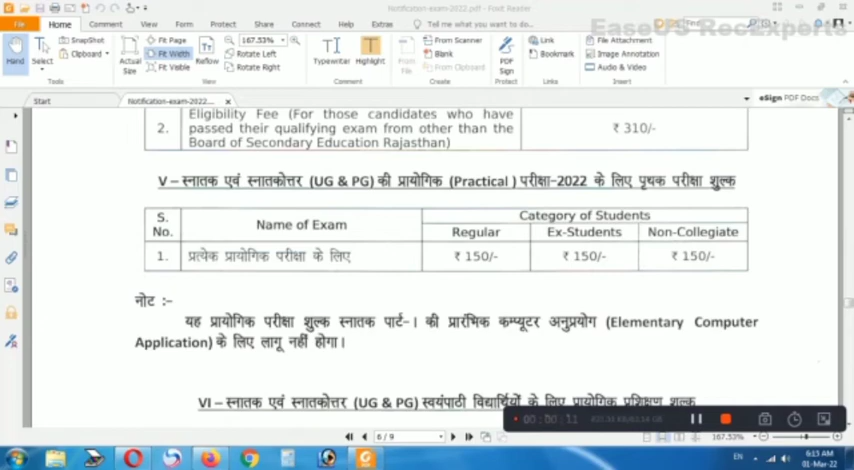 Notification-exam-2022.pdf - Foxit Reader
EaseUS RecExperts
File Home Comment View Form Protect Share Connect Help Extras Tell me what you want to do...
SnapShot
Clipboard
Hand Select
Actual Size
Fit Page
Fit Width
Fit Visible
Reflow
167.53%
Rotate Left
Rotate Right
Typewriter Highlight
From File
From Scanner
Blank
From Clipboard
PDF Sign
Link
Bookmark
File Attachment
Image Annotation
Audio & Video
Tools View Comment Create Protect Insert
Start Notification-exam-2022.... eSign PDF Docu
2. Eligibility Fee (For those candidates who have passed their qualifying exam from other than the Board of Secondary Education Rajasthan) ₹ 310/-
V – स्नातक एवं स्नातकोत्तर (UG & PG) की प्रायोगिक (Practical ) परीक्षा-2022 के लिए पृथक परीक्षा शुल्क
S. No. Name of Exam Category of Students
Regular Ex-Students Non-Collegiate
1. प्रत्येक प्रायोगिक परीक्षा के लिए ₹ 150/- ₹ 150/- ₹ 150/-
नोट :-
यह प्रायोगिक परीक्षा शुल्क स्नातक पार्ट- I की प्रारंभिक कम्प्यूटर अनुप्रयोग (Elementary Computer
Application) के लिए लागू नहीं होगा।
VI – स्नातक एवं स्नातकोत्तर (UG & PG) स्वयंपाठी विद्यार्थियों के लिए प्रायोगिक प्रशिक्षण शुल्क
6 / 9
167.53%
EN
6:15 AM
01-Mar-22